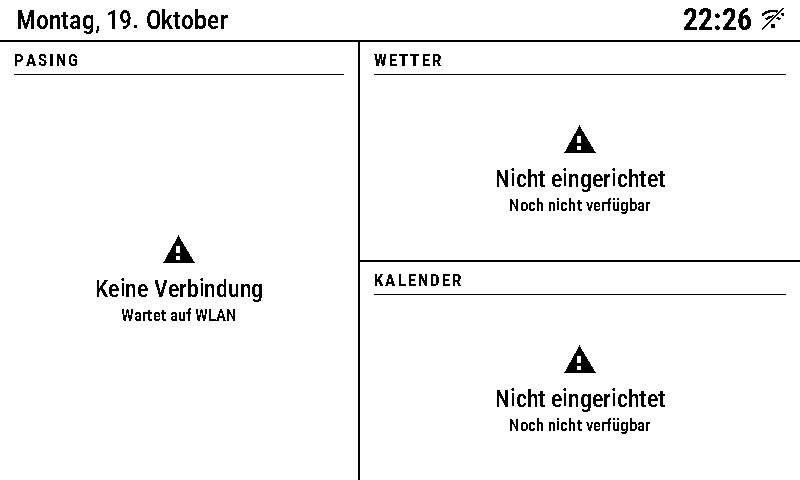 Montag, 19. Oktober
22:26
PASING
Keine Verbindung
Wartet auf WLAN
WETTER
Nicht eingerichtet
Noch nicht verfügbar
KALENDER
Nicht eingerichtet
Noch nicht verfügbar